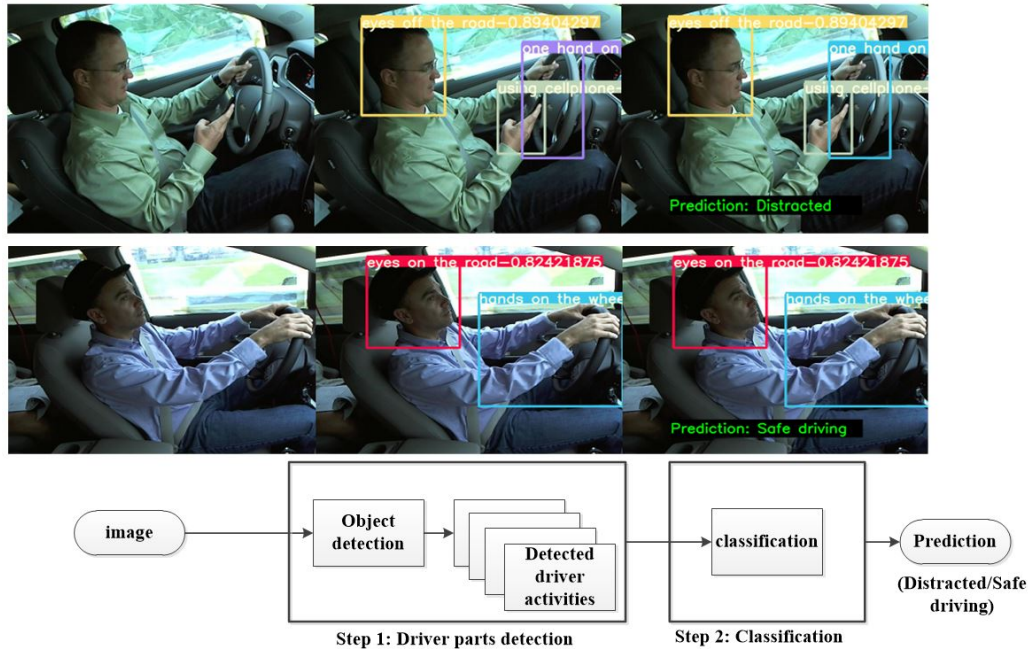 eyes off the road-0.89404297
one hand on
using cellphone-
eyes off the road-0.89404297
one hand on
using cellphone-
Prediction: Distracted
eyes on the road-0.82421875
hands on the whee
eyes on the road-0.82421875
hands on the whee
Prediction: Safe driving
image
Object
detection
Detected
driver
activities
classification
Prediction
(Distracted/Safe
driving)
Step 1: Driver parts detection
Step 2: Classification